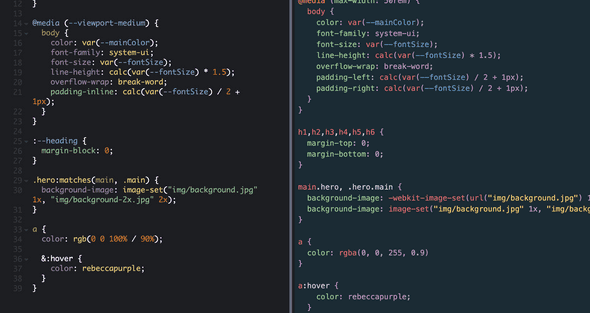 12
}
13
14
@media (--viewport-medium) {
15
body {
16
color: var(--mainColor);
17
font-family: system-ui;
18
font-size: var(--fontSize);
19
line-height: calc(var(--fontSize) * 1.5);
20
overflow-wrap: break-word;
21
padding-inline: calc(var(--fontSize) / 2 +
1px);
22
}
23
}
24
25
:--heading {
26
margin-block: 0;
27
}
28
29
.hero:matches(main, .main) {
30
background-image: image-set("img/background.jpg"
1x, "img/background-2x.jpg" 2x);
31
}
32
33
a {
34
color: rgb(0 0 100% / 90%);
35
36
&:hover {
37
color: rebeccapurple;
38
}
39
}
@media (max-width: 50rem) {
body {
color: var(--mainColor);
font-family: system-ui;
font-size: var(--fontSize);
line-height: calc(var(--fontSize) * 1.5);
overflow-wrap: break-word;
padding-left: calc(var(--fontSize) / 2 + 1px);
padding-right: calc(var(--fontSize) / 2 + 1px);
}
}
h1,h2,h3,h4,h5,h6 {
margin-top: 0;
margin-bottom: 0;
}
main.hero, .hero.main {
background-image: -webkit-image-set(url("img/background.jpg") 1
background-image: image-set("img/background.jpg" 1x, "img/backg
}
a {
color: rgba(0, 0, 255, 0.9)
}
a:hover {
color: rebeccapurple;
}